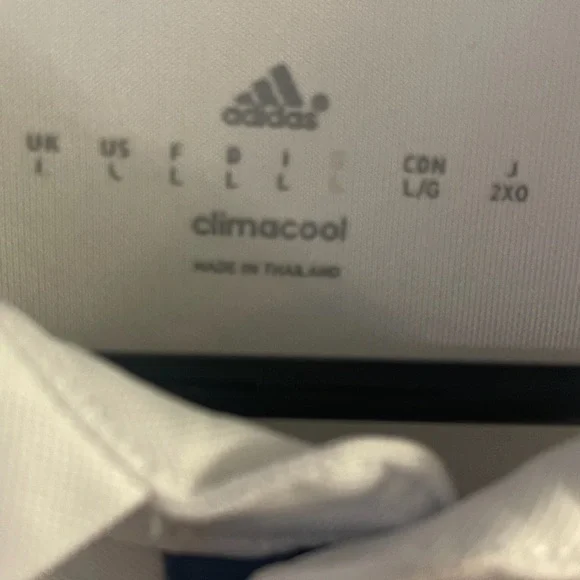 adidas
UK US F D I CDN J
L L L L L L L/G 2XO
climacool
MADE IN THAILAND